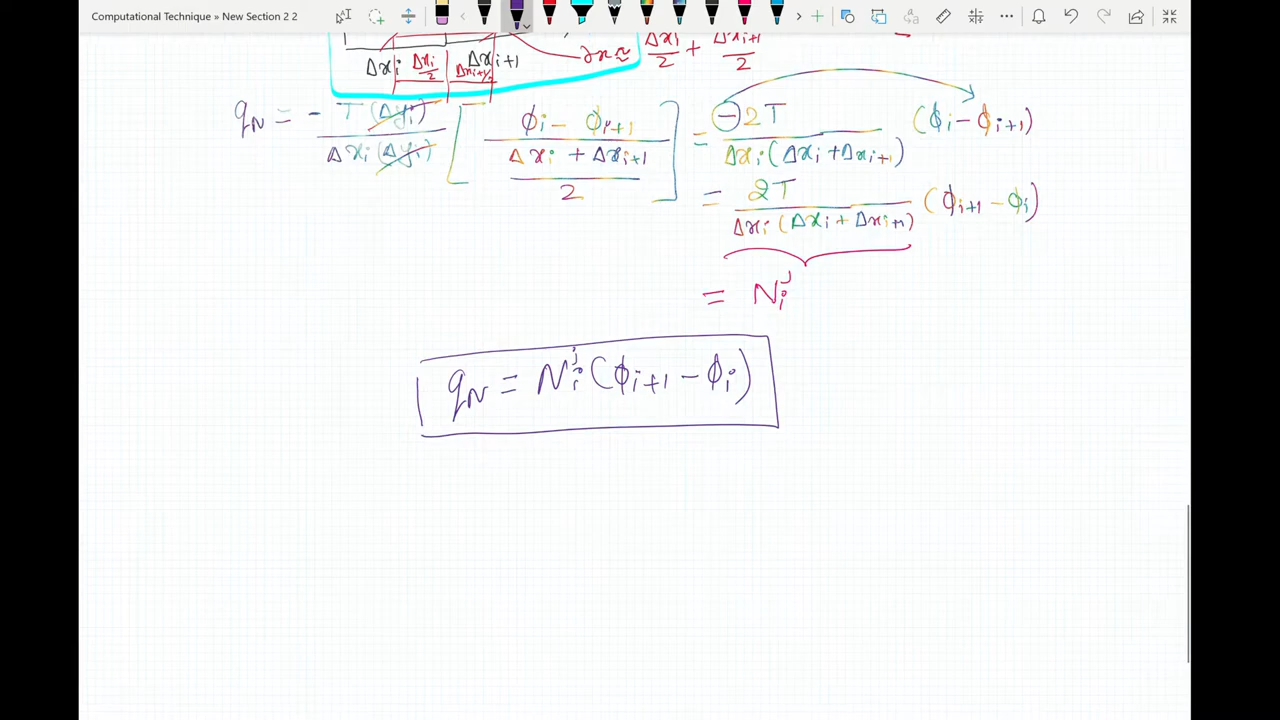 Computational Technique » New Section 2 2
Δxᵢ Δxᵢ/2 Δxᵢ₊₁/2 Δxᵢ₊₁ ∂x ≈ Δxᵢ/2 + Δxᵢ₊₁/2
q_N = - T (Δyᵢ) / Δxᵢ (Δyᵢ) [ (ϕᵢ - ϕᵢ₊₁) / ((Δxᵢ + Δxᵢ₊₁) / 2) ] = - 2T / Δxᵢ (Δxᵢ + Δxᵢ₊₁) (ϕᵢ - ϕᵢ₊₁)
= 2T / Δxᵢ (Δxᵢ + Δxᵢ₊₁) (ϕᵢ₊₁ - ϕᵢ)
= Nᵢʲ
q_N = Nᵢʲ (ϕᵢ₊₁ - ϕᵢ)